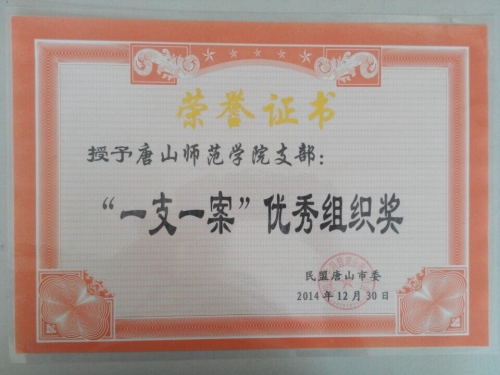 荣誉证书
授予唐山师范学院支部：
“一支一案”优秀组织奖
民盟唐山市委
2014年12月30日